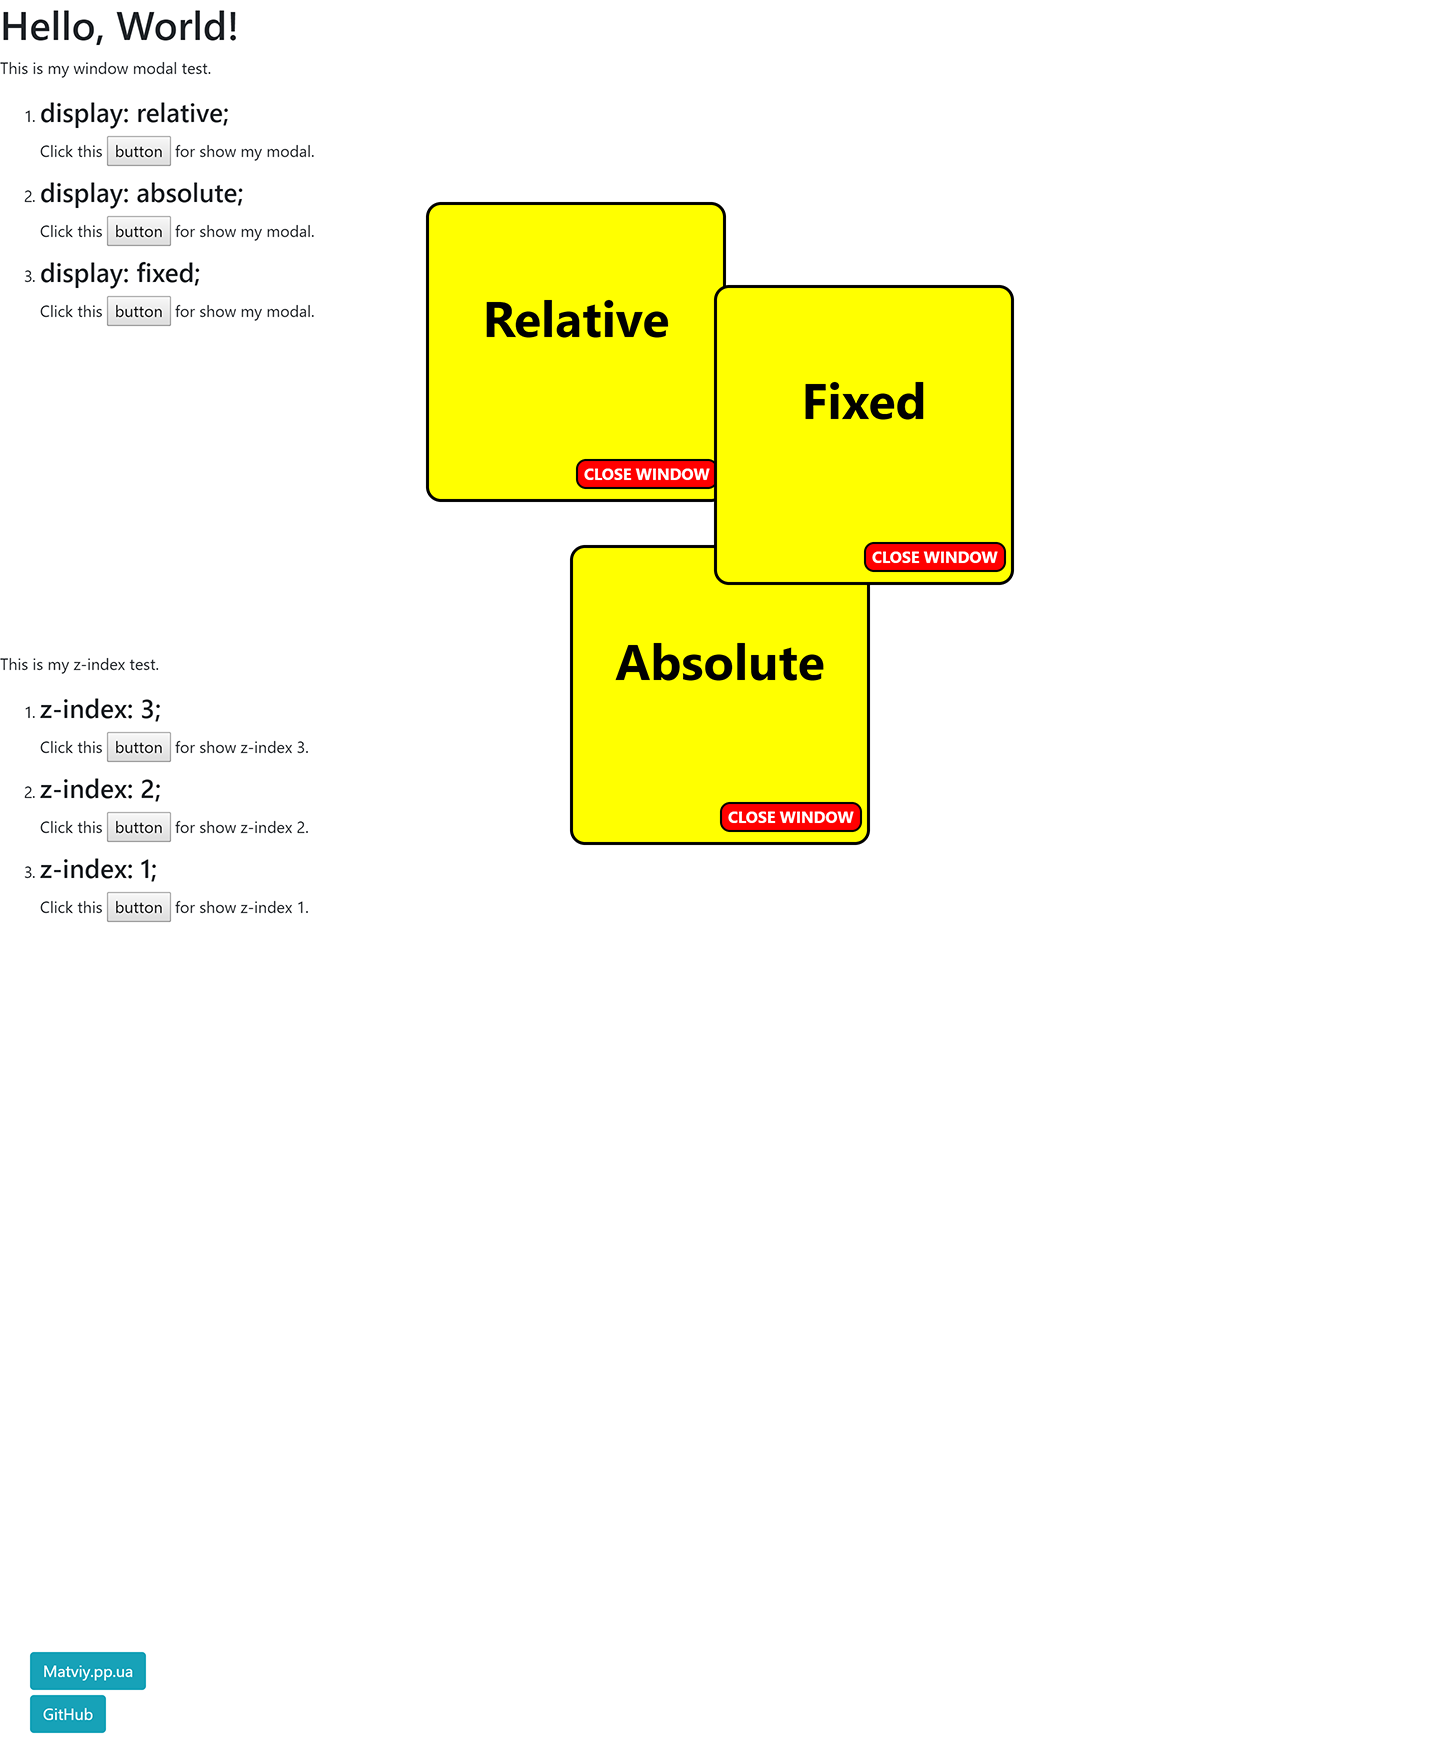 Hello, World!
This is my window modal test.
1. display: relative;
Click this button for show my modal.
2. display: absolute;
Click this button for show my modal.
3. display: fixed;
Click this button for show my modal.
Relative
CLOSE WINDOW
Fixed
CLOSE WINDOW
Absolute
CLOSE WINDOW
This is my z-index test.
1. z-index: 3;
Click this button for show z-index 3.
2. z-index: 2;
Click this button for show z-index 2.
3. z-index: 1;
Click this button for show z-index 1.
Matviy.pp.ua
GitHub